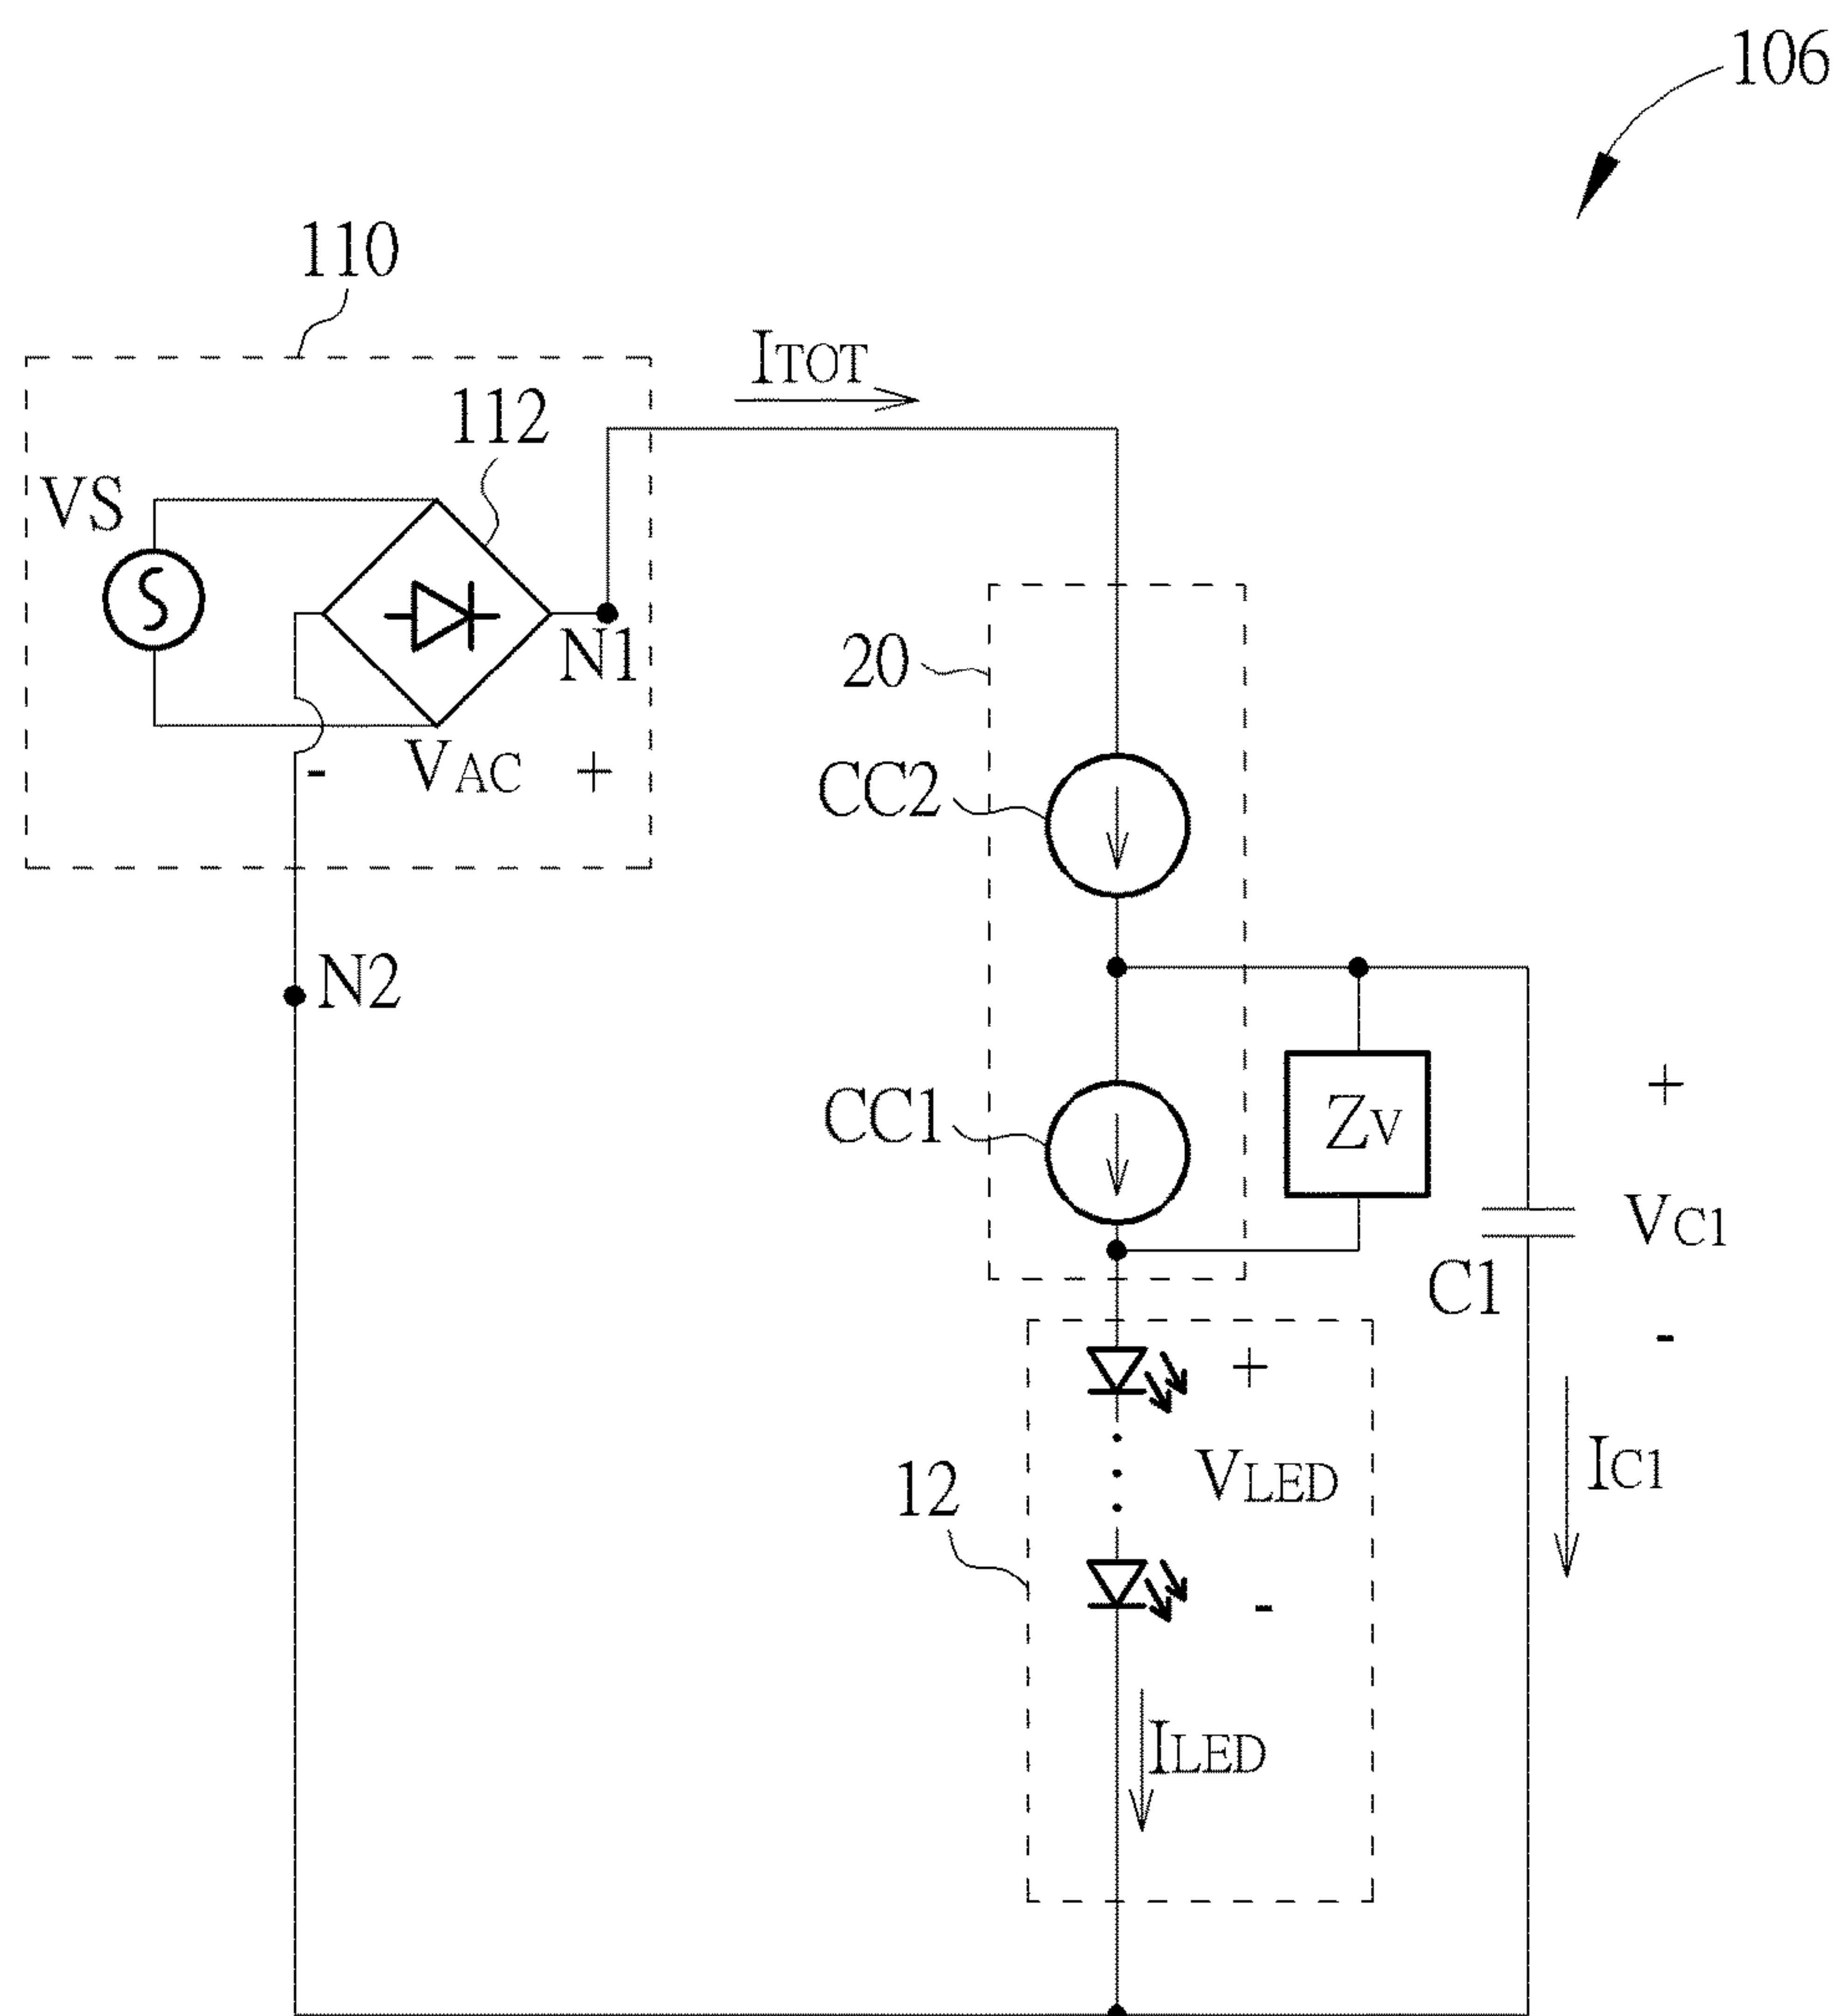 106
110
ITOT
112
VS
N1
20
- VAC +
CC2
N2
+
ZV
CC1
VC1
C1
-
+
VLED
12
IC1
-
ILED